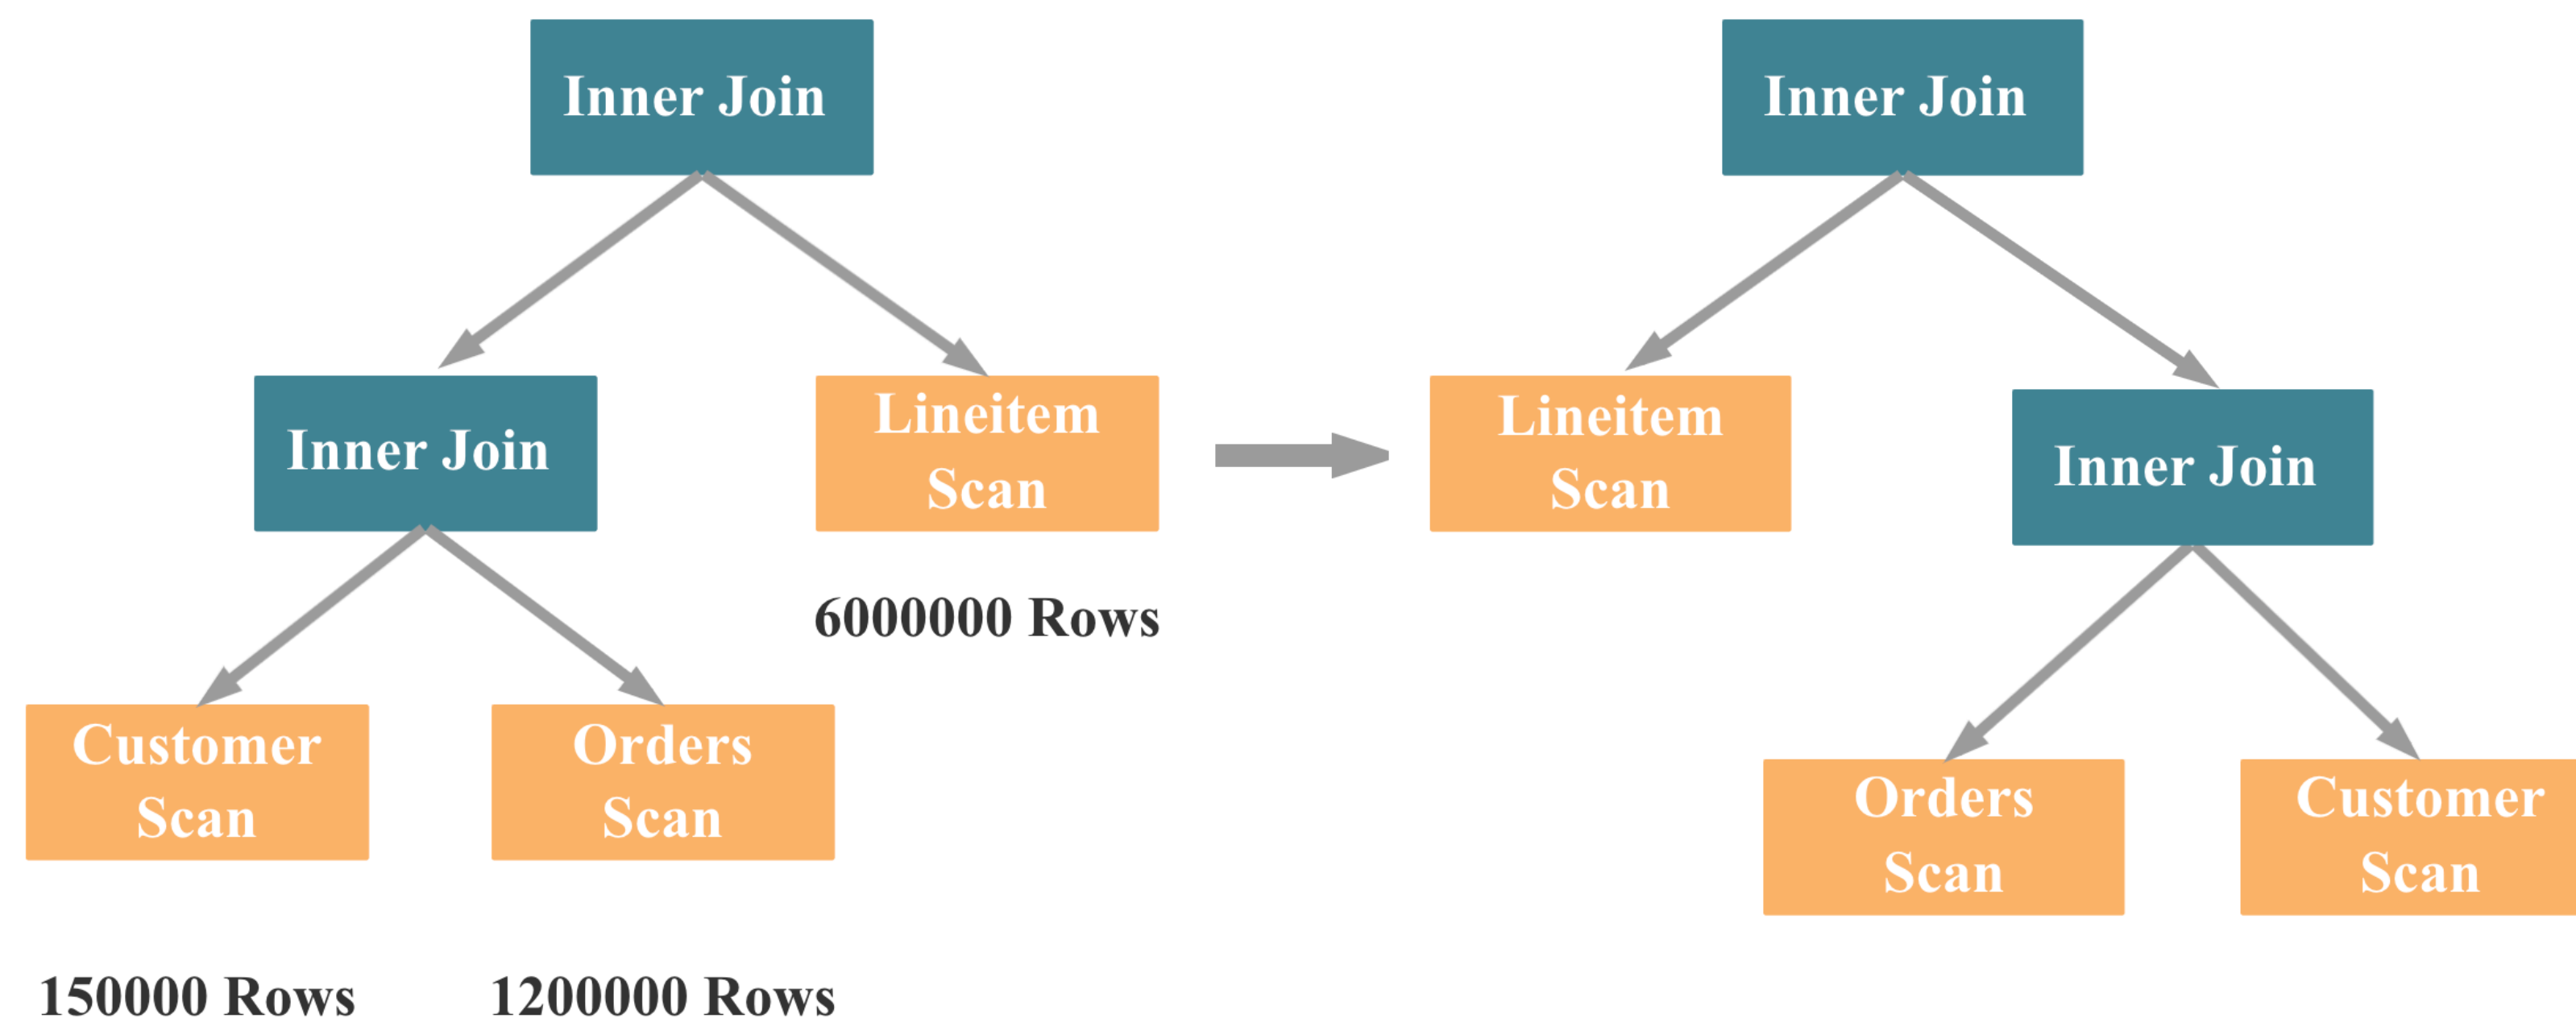 Inner Join
Inner Join
Lineitem
Scan
6000000 Rows
Customer
Scan
Orders
Scan
150000 Rows
1200000 Rows
Inner Join
Lineitem
Scan
Inner Join
Orders
Scan
Customer
Scan